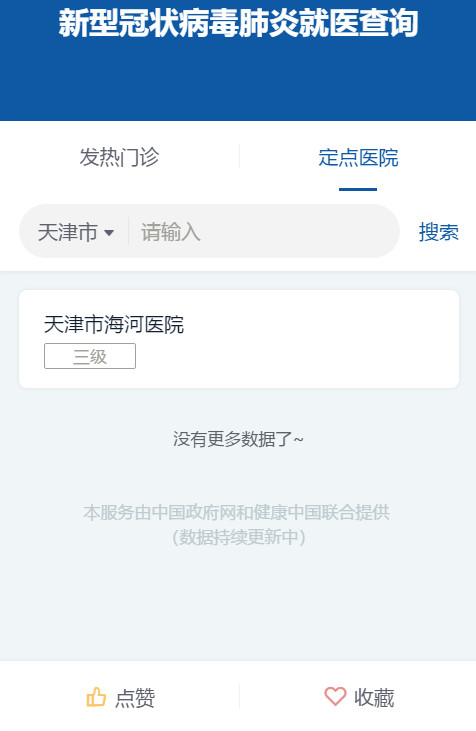 新型冠状病毒肺炎就医查询
发热门诊 定点医院
天津市 请输入 搜索
天津市海河医院
三级
没有更多数据了~
本服务由中国政府网和健康中国联合提供
（数据持续更新中）
点赞 收藏